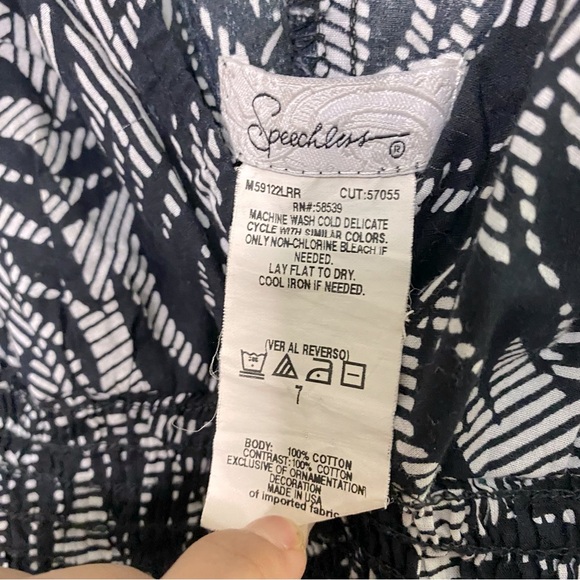 Speechless ®
M59122LRR CUT:57055
RN#:58539
MACHINE WASH COLD DELICATE
CYCLE WITH SIMILAR COLORS.
ONLY NON-CHLORINE BLEACH IF
NEEDED.
LAY FLAT TO DRY.
COOL IRON IF NEEDED.
(VER AL REVERSO)
7
BODY: 100% COTTON
CONTRAST:100% COTTON
EXCLUSIVE OF ORNAMENTATION/
DECORATION
MADE IN USA
of imported fabric